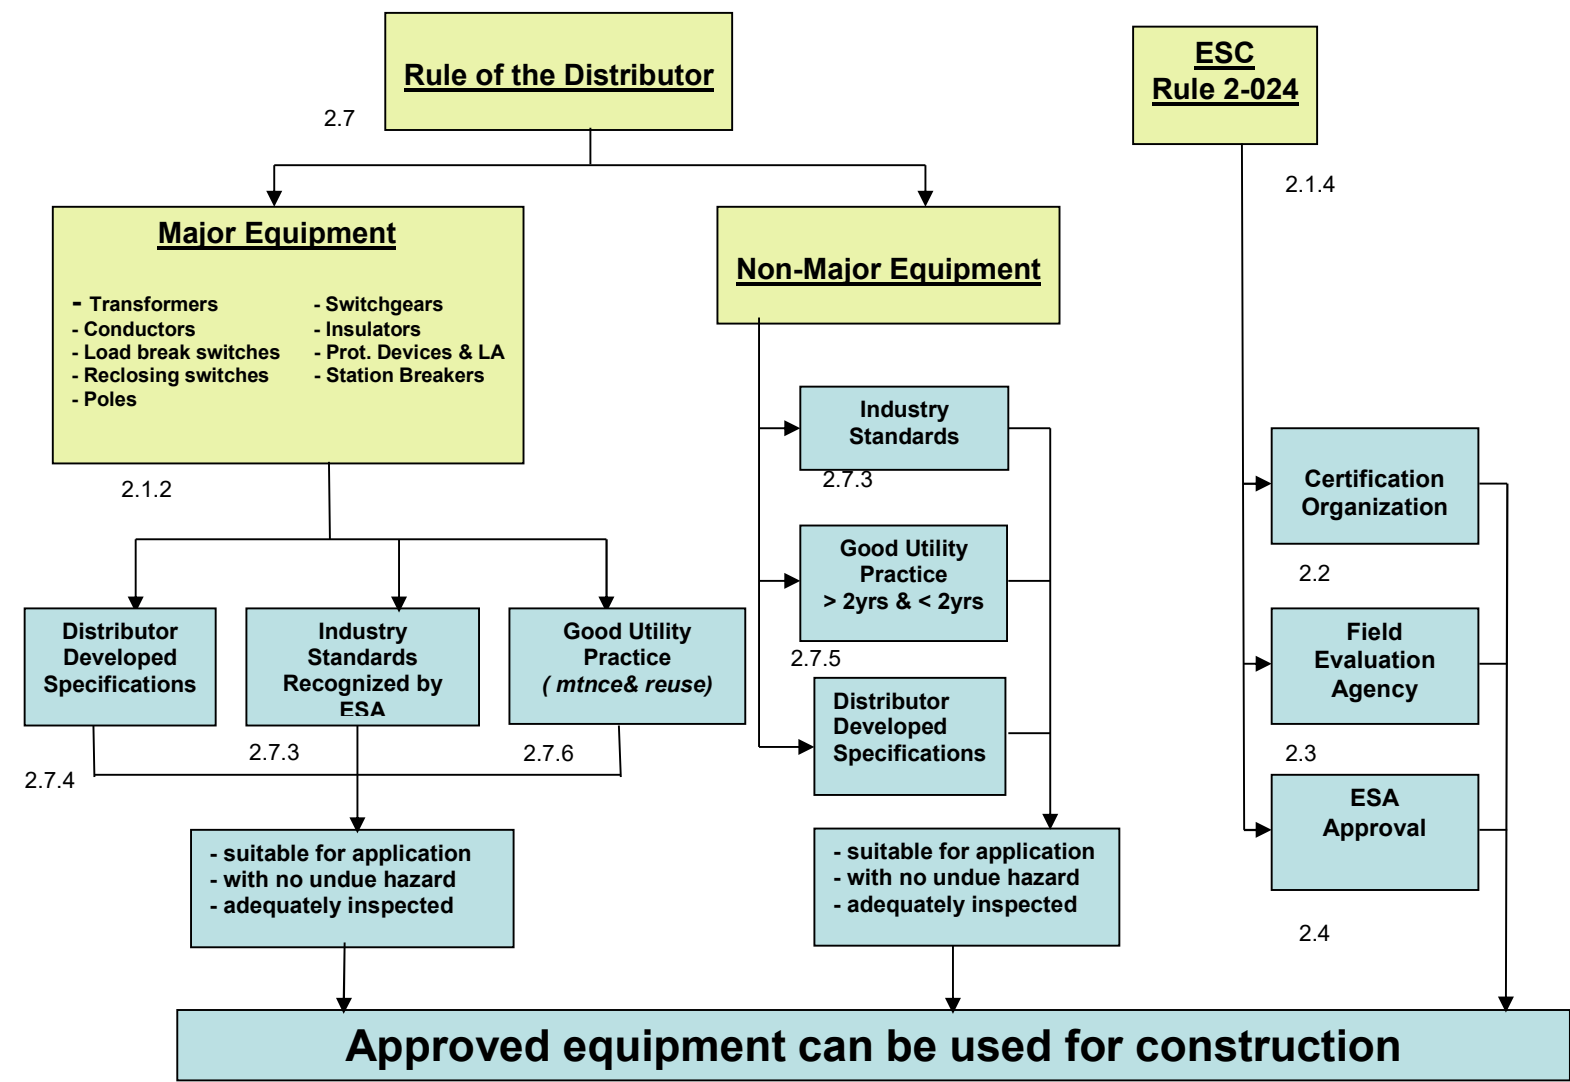 Rule of the Distributor
2.7
ESC
Rule 2-024
2.1.4
Major Equipment
- Transformers
- Conductors
- Load break switches
- Reclosing switches
- Poles
- Switchgears
- Insulators
- Prot. Devices & LA
- Station Breakers
2.1.2
Non-Major Equipment
Distributor
Developed
Specifications
2.7.4
Industry
Standards
Recognized by
ESA
2.7.3
Good Utility
Practice
( mtnce& reuse)
2.7.6
- suitable for application
- with no undue hazard
- adequately inspected
Industry
Standards
2.7.3
Good Utility
Practice
> 2yrs & < 2yrs
2.7.5
Distributor
Developed
Specifications
- suitable for application
- with no undue hazard
- adequately inspected
Certification
Organization
2.2
Field
Evaluation
Agency
2.3
ESA
Approval
2.4
Approved equipment can be used for construction